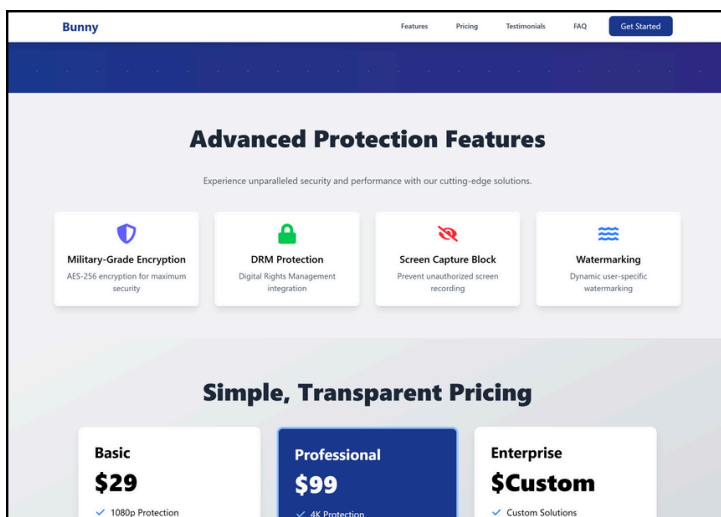 Bunny
Features
Pricing
Testimonials
FAQ
Get Started
Advanced Protection Features
Experience unparalleled security and performance with our cutting-edge solutions.
Military-Grade Encryption
AES-256 encryption for maximum
security
DRM Protection
Digital Rights Management
integration
Screen Capture Block
Prevent unauthorized screen
recording
Watermarking
Dynamic user-specific
watermarking
Simple, Transparent Pricing
Basic
$29
1080p Protection
Professional
$99
4K Protection
Enterprise
$Custom
Custom Solutions